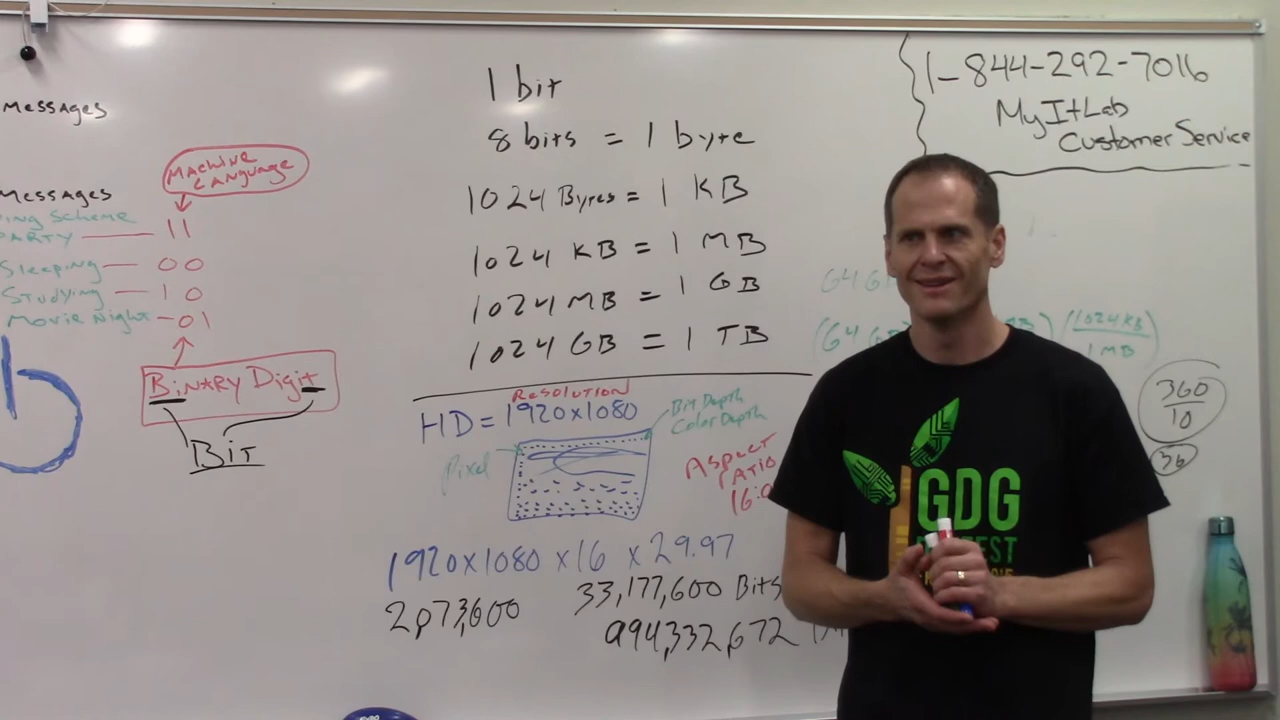 Messages
Machine
Language
Messages
ing Scheme
Party 11
Sleeping 00
Studying 10
Movie Night 01
Binary Digit
Bit
1 bit
8 bits = 1 byte
1024 Bytes = 1 KB
1024 KB = 1 MB
1024 MB = 1 GB
1024 GB = 1 TB
Resolution
HD = 1920x1080
Bit Depth
Color Depth
Pixel
Aspect
Ratio
16:
1920x1080 x 16 x 29.97
2,073,600
33,177,600 Bits
994,332,672
1-844-292-7016
MyItLab
Customer Service
64 G
(64 (1024 KB
1 MB)
360
10
36
GDG